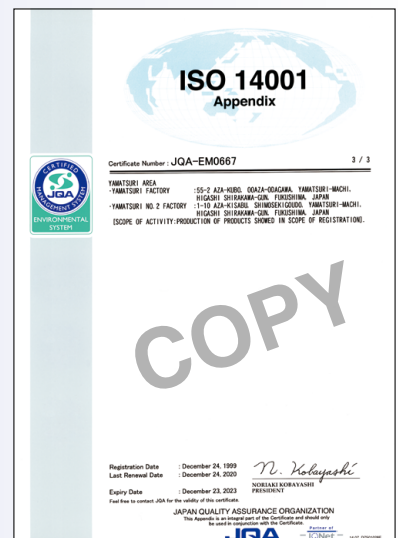 ISO 14001
Appendix
Certificate Number : JQA-EM0667
3 / 3
CERTIFIED
MANAGEMENT SYSTEM
JQA
ENVIRONMENTAL
SYSTEM
YAMATSURI AREA
·YAMATSURI FACTORY :55-2 AZA-KUBO, OOAZA-ODAGAWA, YAMATSURI-MACHI,
HIGASHI SHIRAKAWA-GUN, FUKUSHIMA, JAPAN
·YAMATSURI NO. 2 FACTORY :1-10 AZA-KISABU, SHIMOSEKIGOUDO, YAMATSURI-MACHI,
HIGASHI SHIRAKAWA-GUN, FUKUSHIMA, JAPAN
[SCOPE OF ACTIVITY:PRODUCTION OF PRODUCTS SHOWED IN SCOPE OF REGISTRATION].
COPY
Registration Date : December 24, 1999
Last Renewal Date : December 24, 2020
Expiry Date : December 23, 2023
Feel free to contact JQA for the validity of this certificate.
N. Kobayashi
NORIAKI KOBAYASHI
PRESIDENT
JAPAN QUALITY ASSURANCE ORGANIZATION
This Appendix is an integral part of the Certificate and should only
be used in conjunction with the Certificate.
JQA
Partner of
IQNet